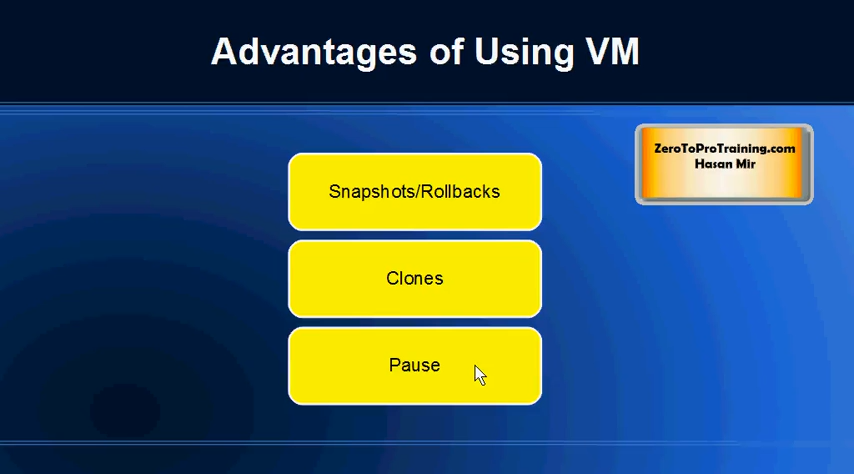 Advantages of Using VM
ZeroToProTraining.com
Hasan Mir
Snapshots/Rollbacks
Clones
Pause